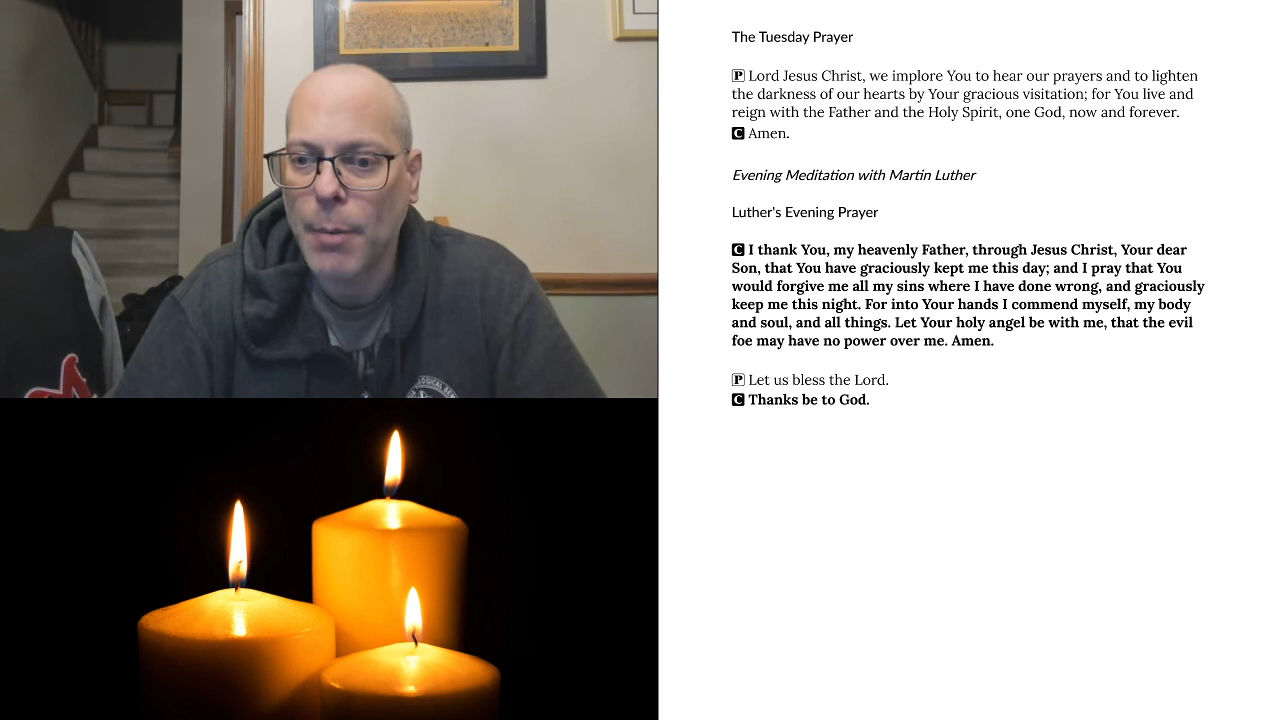 The Tuesday Prayer
P Lord Jesus Christ, we implore You to hear our prayers and to lighten
the darkness of our hearts by Your gracious visitation; for You live and
reign with the Father and the Holy Spirit, one God, now and forever.
C Amen.
Evening Meditation with Martin Luther
Luther's Evening Prayer
C I thank You, my heavenly Father, through Jesus Christ, Your dear
Son, that You have graciously kept me this day; and I pray that You
would forgive me all my sins where I have done wrong, and graciously
keep me this night. For into Your hands I commend myself, my body
and soul, and all things. Let Your holy angel be with me, that the evil
foe may have no power over me. Amen.
P Let us bless the Lord.
C Thanks be to God.